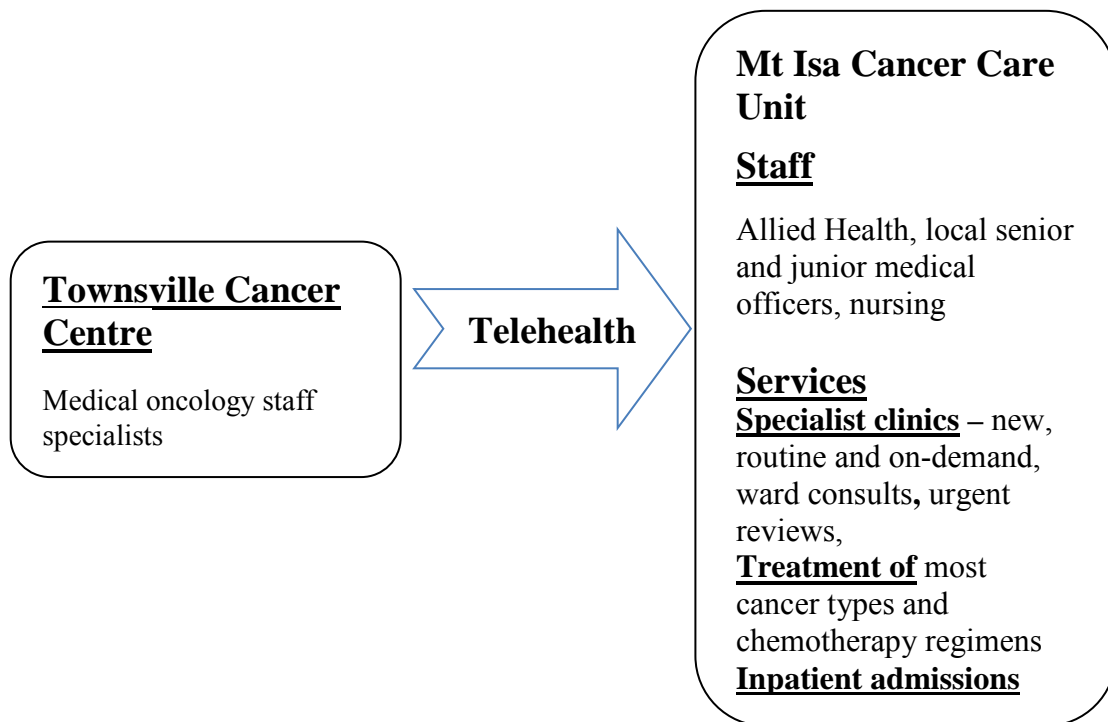 Townsville Cancer
Centre
Medical oncology staff
specialists
Telehealth
Mt Isa Cancer Care
Unit
Staff
Allied Health, local senior
and junior medical
officers, nursing
Services
Specialist clinics – new,
routine and on-demand,
ward consults, urgent
reviews,
Treatment of most
cancer types and
chemotherapy regimens
Inpatient admissions